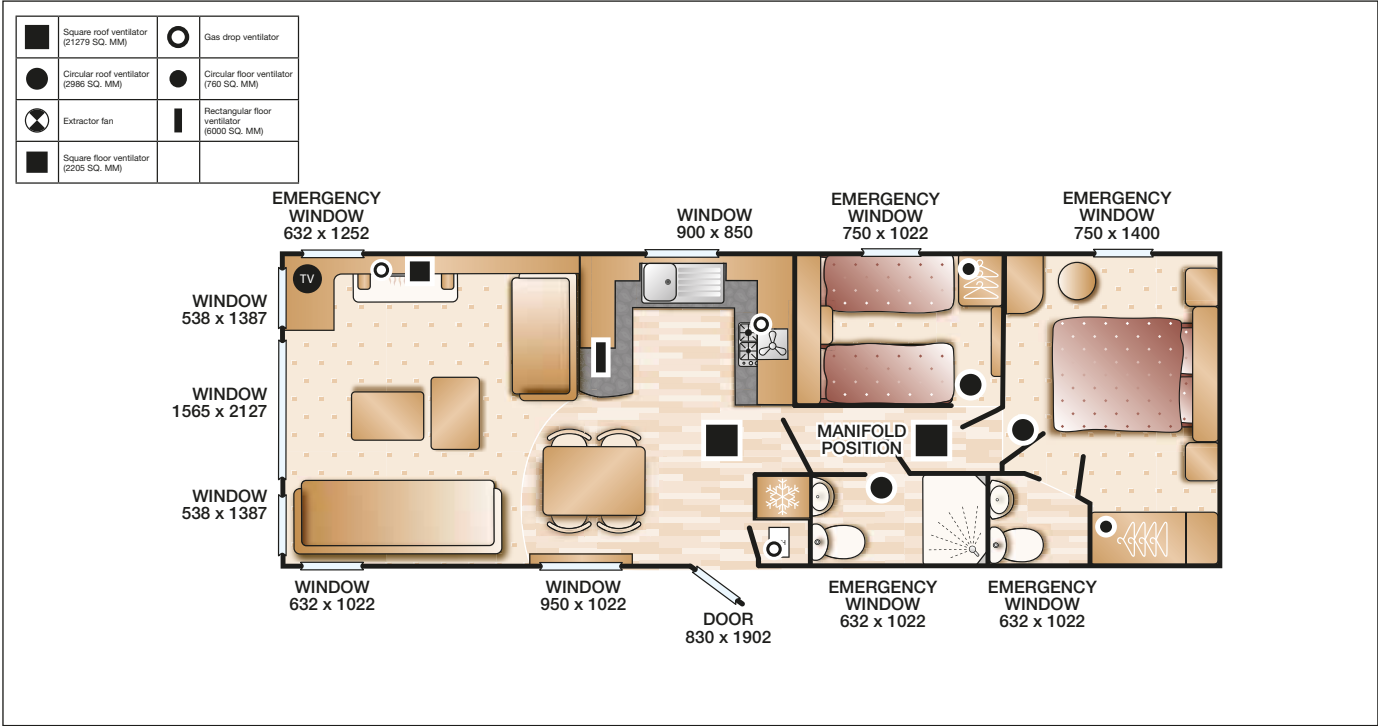 Square roof ventilator
(21279 SQ. MM)
Gas drop ventilator
Circular roof ventilator
(2986 SQ. MM)
Circular floor ventilator
(760 SQ. MM)
Extractor fan
Rectangular floor
ventilator
(6000 SQ. MM)
Square floor ventilator
(2205 SQ. MM)
EMERGENCY
WINDOW
632 x 1252
WINDOW
900 x 850
EMERGENCY
WINDOW
750 x 1022
EMERGENCY
WINDOW
750 x 1400
TV
WINDOW
538 x 1387
WINDOW
1565 x 2127
MANIFOLD
POSITION
WINDOW
538 x 1387
WINDOW
632 x 1022
WINDOW
950 x 1022
DOOR
830 x 1902
EMERGENCY
WINDOW
632 x 1022
EMERGENCY
WINDOW
632 x 1022